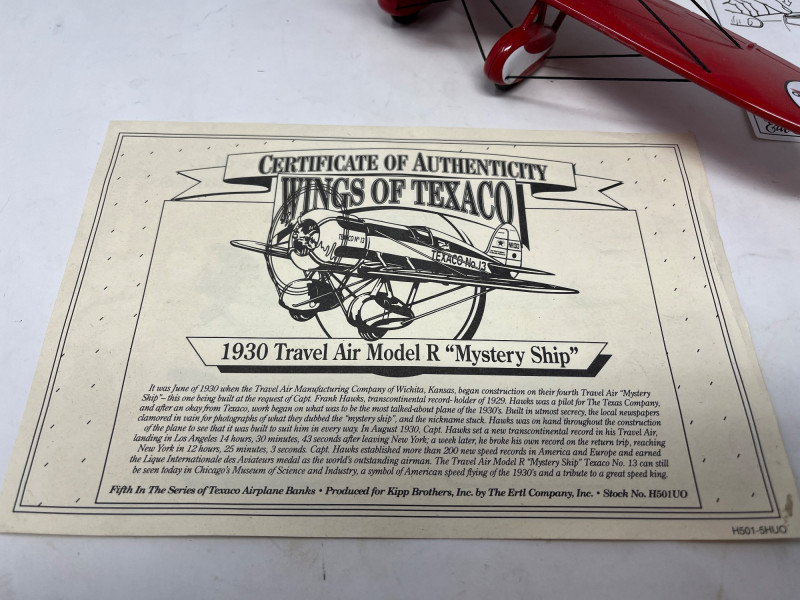 CERTIFICATE OF AUTHENTICITY
WINGS OF TEXACO
TEXACO No 13
TEXACO-No. 13
1930 Travel Air Model R "Mystery Ship"
It was June of 1930 when the Travel Air Manufacturing Company of Wichita, Kansas, began construction on their fourth Travel Air "Mystery
Ship" – this one being built at the request of Capt. Frank Hawks, transcontinental record-holder of 1929. Hawks was a pilot for The Texas Company,
and after an okay from Texaco, work began on what was to be the most talked-about plane of the 1930's. Built in utmost secrecy, the local newspapers
clamored in vain for photographs of what they dubbed the "mystery ship", and the nickname stuck. Hawks was on hand throughout the construction
of the plane to see that it was built to suit him in every way. In August 1930, Capt. Hawks set a new transcontinental record in his Travel Air,
landing in Los Angeles 14 hours, 30 minutes, 43 seconds after leaving New York; a week later, he broke his own record on the return trip, reaching
New York in 12 hours, 25 minutes, 3 seconds. Capt. Hawks established more than 200 new speed records in America and Europe and earned
the Lique Internationale des Aviateurs medal as the world's outstanding airman. The Travel Air Model R "Mystery Ship" Texaco No. 13 can still
be seen today in Chicago's Museum of Science and Industry, a symbol of American speed flying of the 1930's and a tribute to a great speed king.
Fifth In The Series of Texaco Airplane Banks • Produced for Kipp Brothers, Inc. by The Ertl Company, Inc. • Stock No. H501UO
H501-5HUO